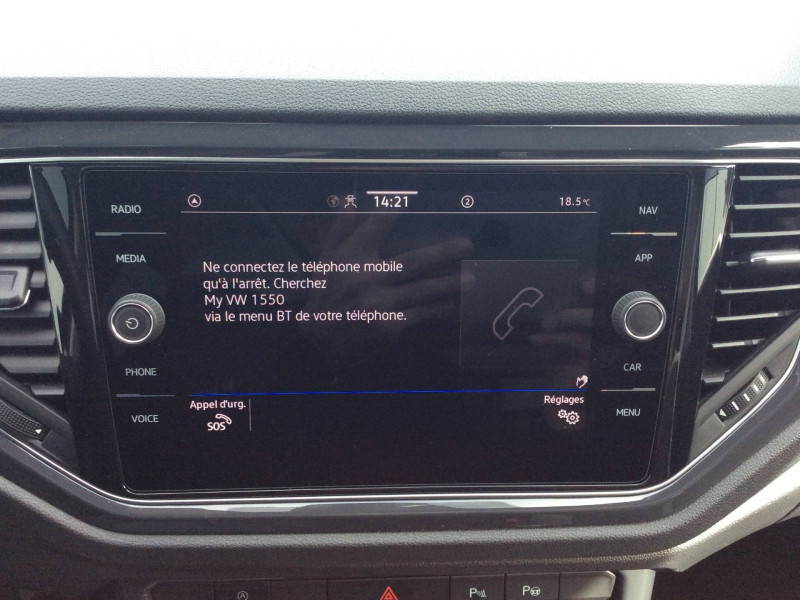 RADIO
MEDIA
PHONE
VOICE
14:21
2
18.5°C
Ne connectez le téléphone mobile
qu'à l'arrêt. Cherchez
My VW 1550
via le menu BT de votre téléphone.
Appel d'urg.
SOS
Réglages
NAV
APP
CAR
MENU
A
P
P